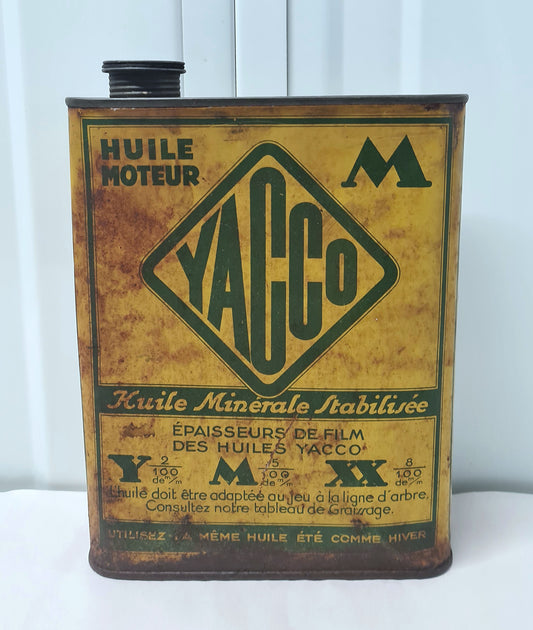 HUILE
MOTEUR
M
YACCO
Huile Minérale Stabilisée
ÉPAISSEURS DE FILM
DES HUILES YACCO
Y 2/100 de m/m M 5/100 de m/m XX 8/100 de m/m
L'huile doit être adaptée au jeu à la ligne d'arbre.
Consultez notre tableau de Graissage.
UTILISEZ LA MÊME HUILE ÉTÉ COMME HIVER